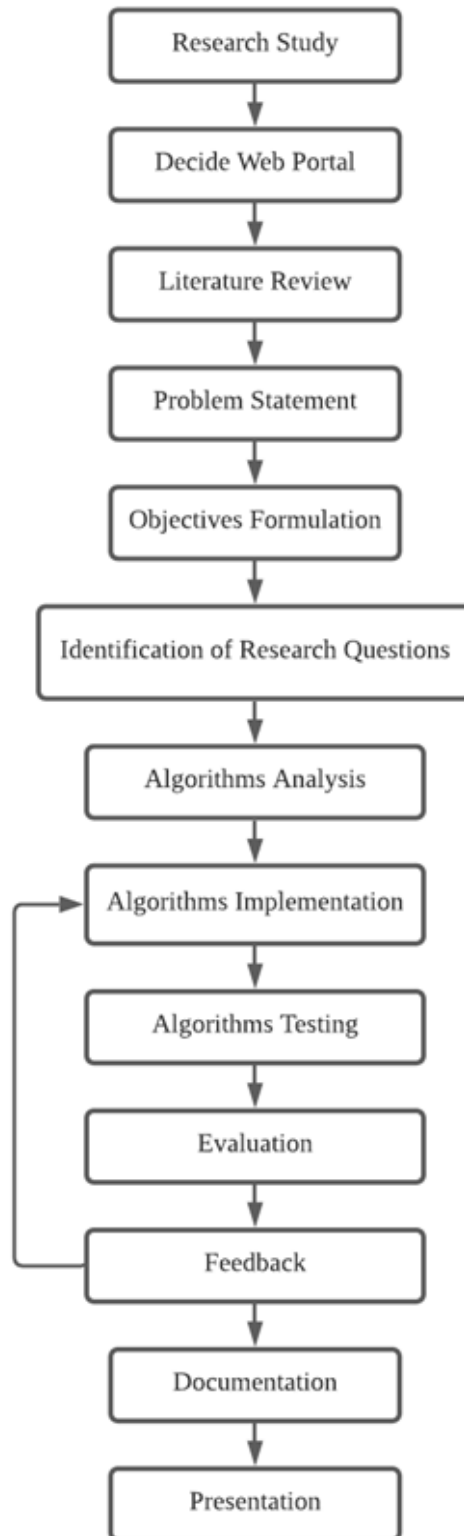 Research Study
Decide Web Portal
Literature Review
Problem Statement
Objectives Formulation
Identification of Research Questions
Algorithms Analysis
Algorithms Implementation
Algorithms Testing
Evaluation
Feedback
Documentation
Presentation